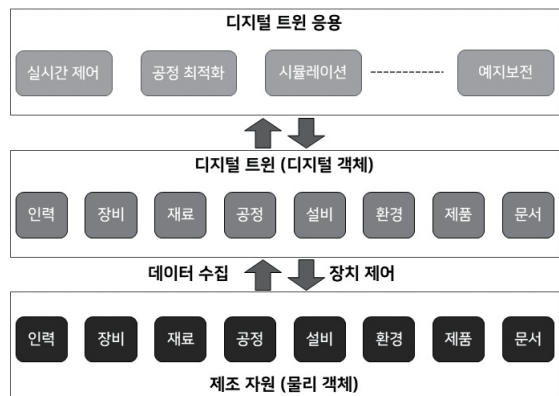 디지털 트윈 응용
실시간 제어 공정 최적화 시뮬레이션 예지보전
디지털 트윈 (디지털 객체)
인력 장비 재료 공정 설비 환경 제품 문서
데이터 수집 장치 제어
인력 장비 재료 공정 설비 환경 제품 문서
제조 자원 (물리 객체)